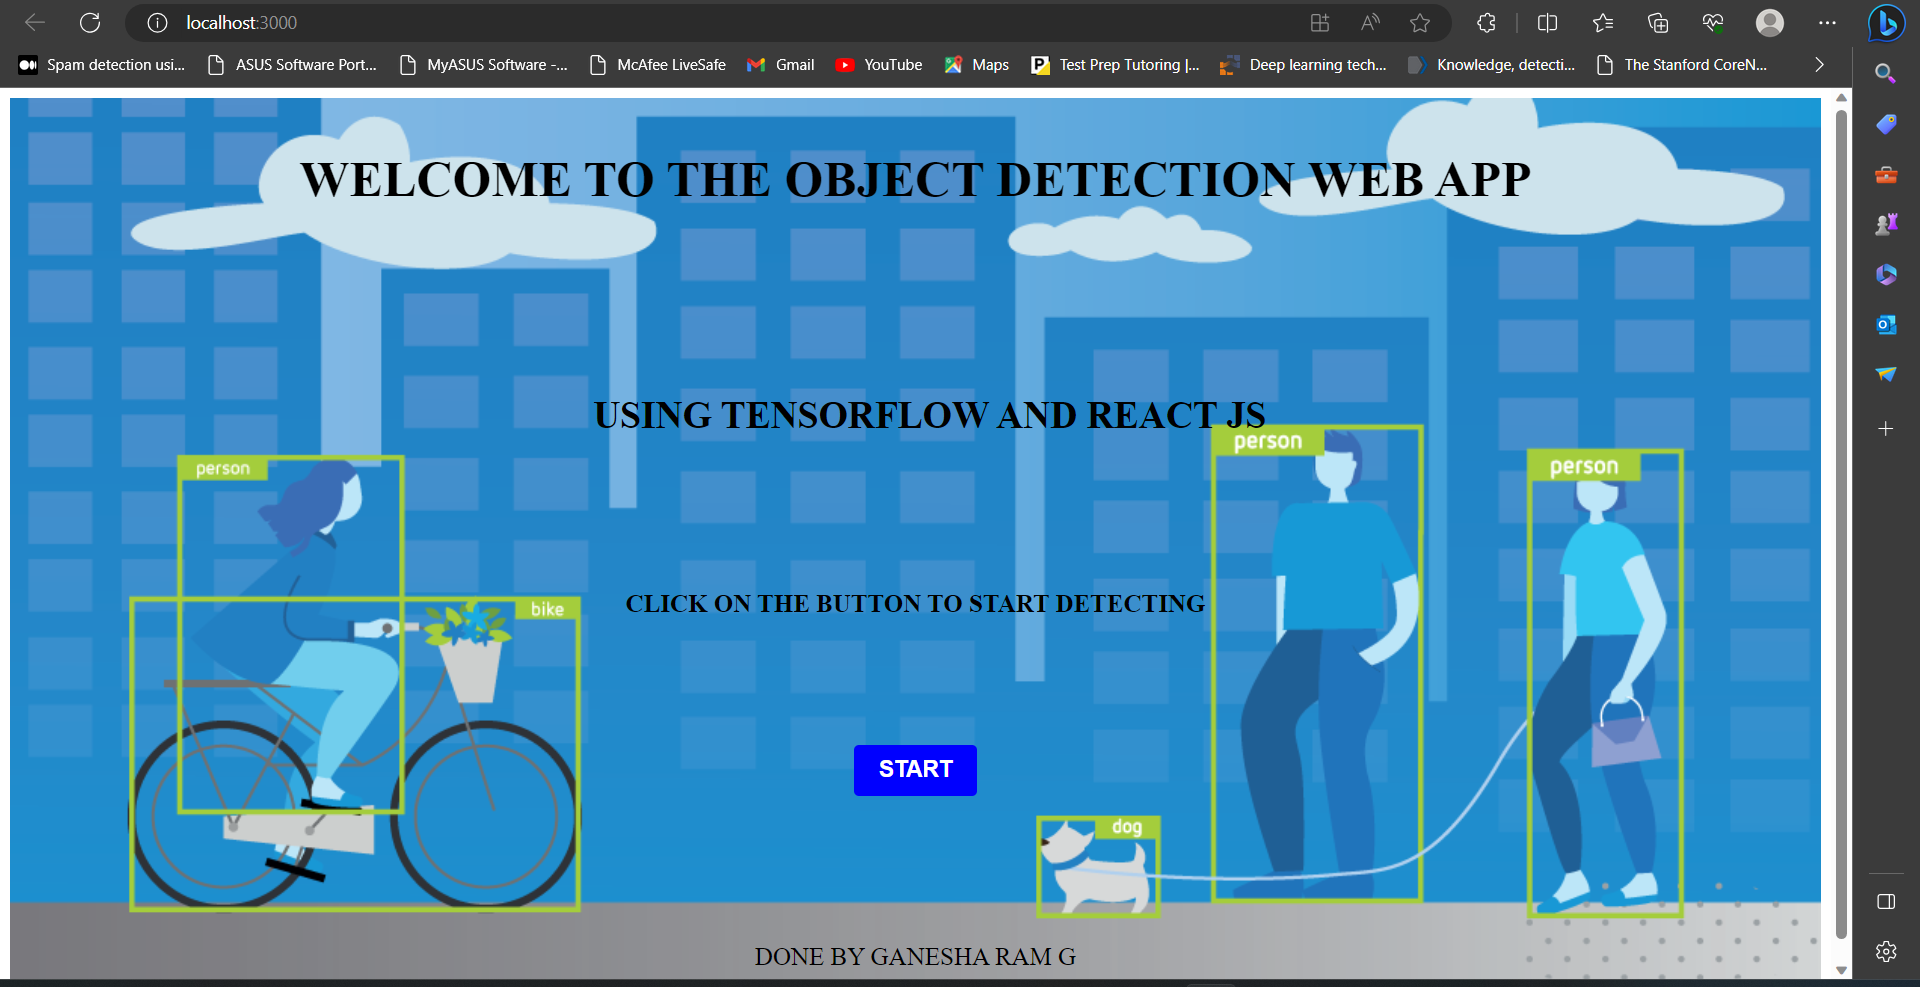 localhost:3000
Spam detection usi...
ASUS Software Port...
MyASUS Software -...
McAfee LiveSafe
Gmail
YouTube
Maps
Test Prep Tutoring |...
Deep learning tech...
Knowledge, detecti...
The Stanford CoreN...
WELCOME TO THE OBJECT DETECTION WEB APP
USING TENSORFLOW AND REACT JS
person
person
person
bike
CLICK ON THE BUTTON TO START DETECTING
START
dog
DONE BY GANESHA RAM G